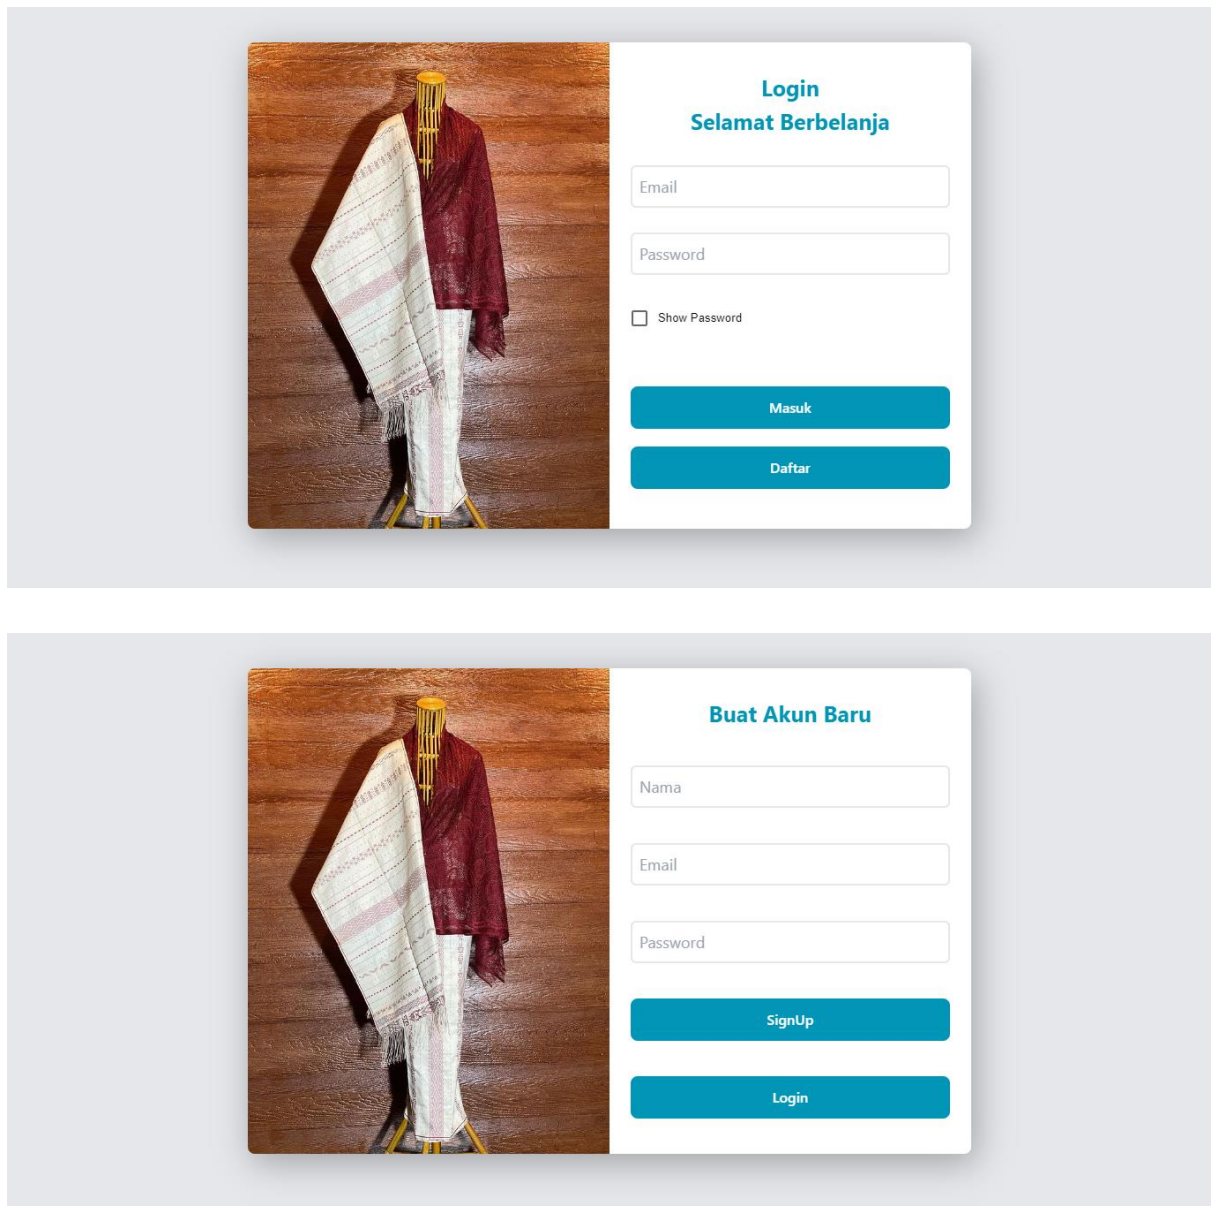 Login
Selamat Berbelanja
Email
Password
Show Password
Masuk
Daftar
Buat Akun Baru
Nama
Email
Password
SignUp
Login